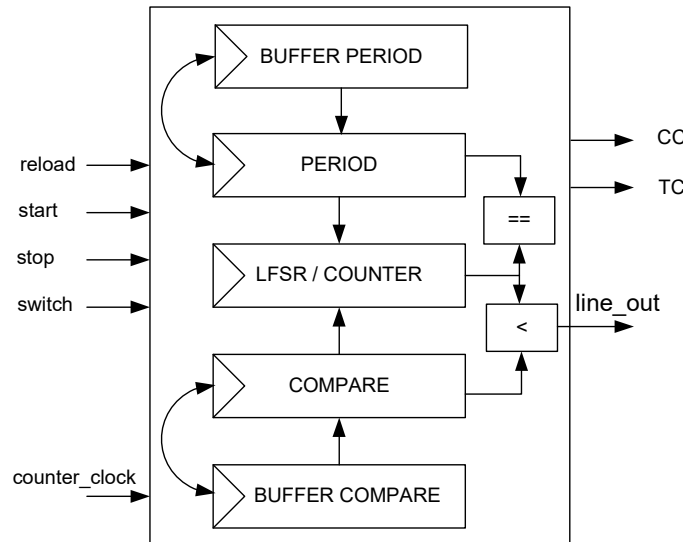 BUFFER PERIOD
PERIOD
reload
start
stop
switch
counter_clock
LFSR / COUNTER
COMPARE
BUFFER COMPARE
==
<
CC
TC
line_out